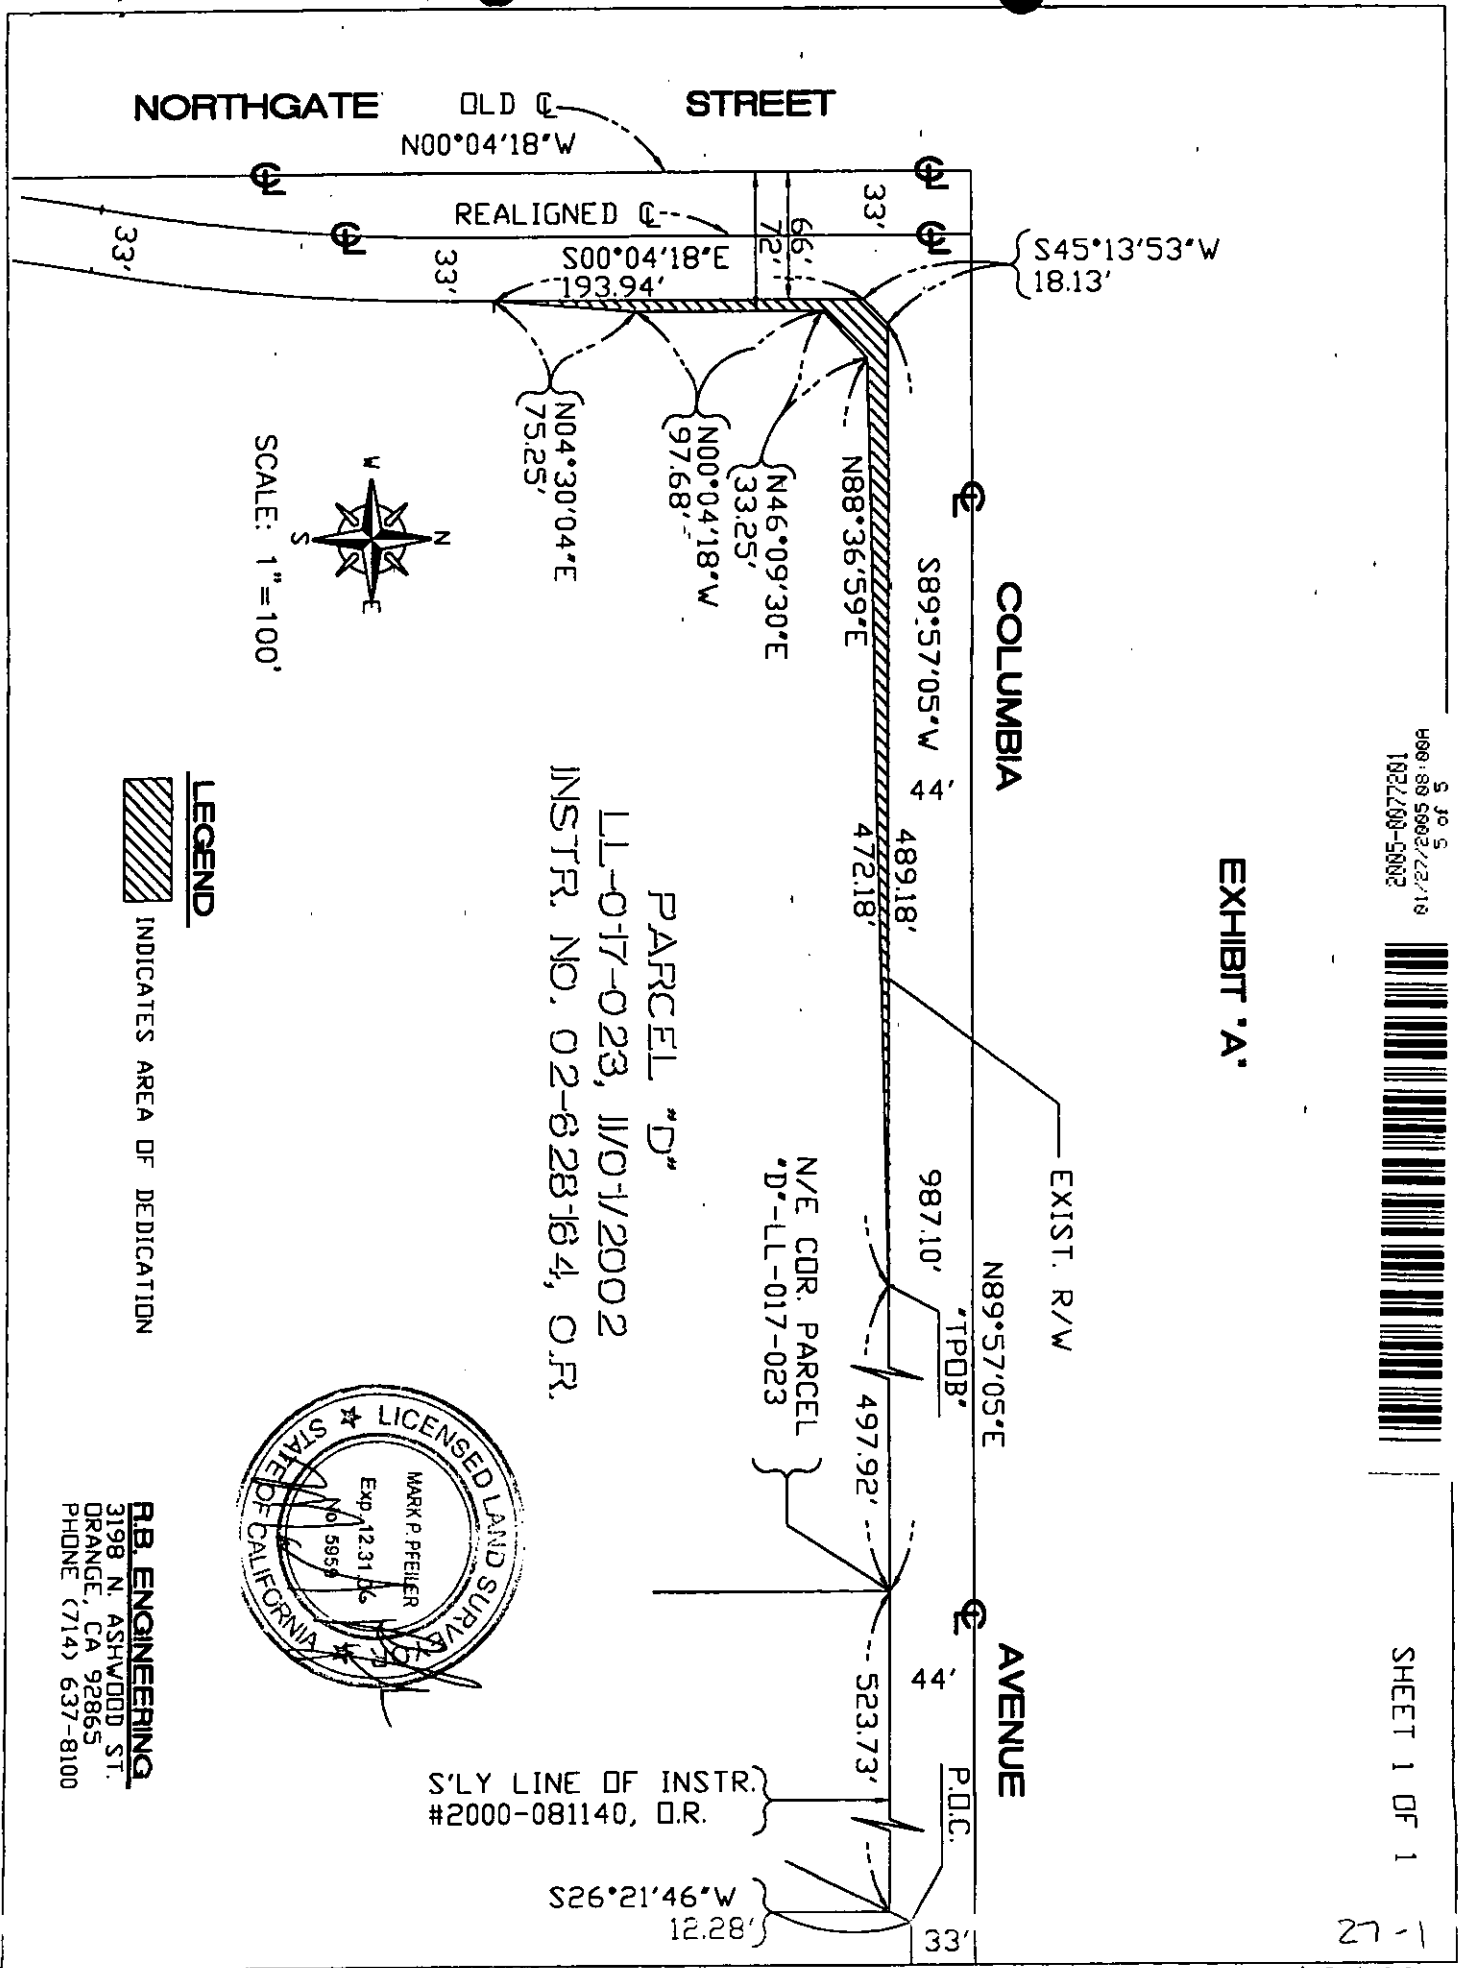 2005-0077201
01/27/2005 08:00A
5 of 5
SHEET 1 OF 1
27-1
EXHIBIT "A"
NORTHGATE STREET
OLD ℄
N00°04'18"W
REALIGNED ℄
S00°04'18"E
193.94'
66'
72'
33'
33'
33'
S45°13'53"W
18.13'
COLUMBIA AVENUE
N89°57'05"E
987.10'
S89°57'05"W
489.18'
472.18'
44'
N88°36'59"E
N46°09'30"E
33.25'
N00°04'18"W
97.68'
N04°30'04"E
75.25'
EXIST. R/W
"TPOB"
497.92'
523.73'
44'
P.O.C.
33'
N/E COR. PARCEL
"D"-LL-017-023
S'LY LINE OF INSTR.
#2000-081140, O.R.
S26°21'46"W
12.28'
PARCEL "D"
LL-017-023, 11/01/2002
INSTR. NO. 02-628164, O.R.
N
W
E
S
SCALE: 1"=100'
LEGEND
INDICATES AREA OF DEDICATION
LICENSED LAND SURVEYOR
STATE OF CALIFORNIA
MARK P. PFEILER
Exp. 12.31.06
No 5959
R.B. ENGINEERING
3198 N. ASHWOOD ST.
ORANGE, CA 92865
PHONE (714) 637-8100
℄
℄
℄
℄
℄
℄